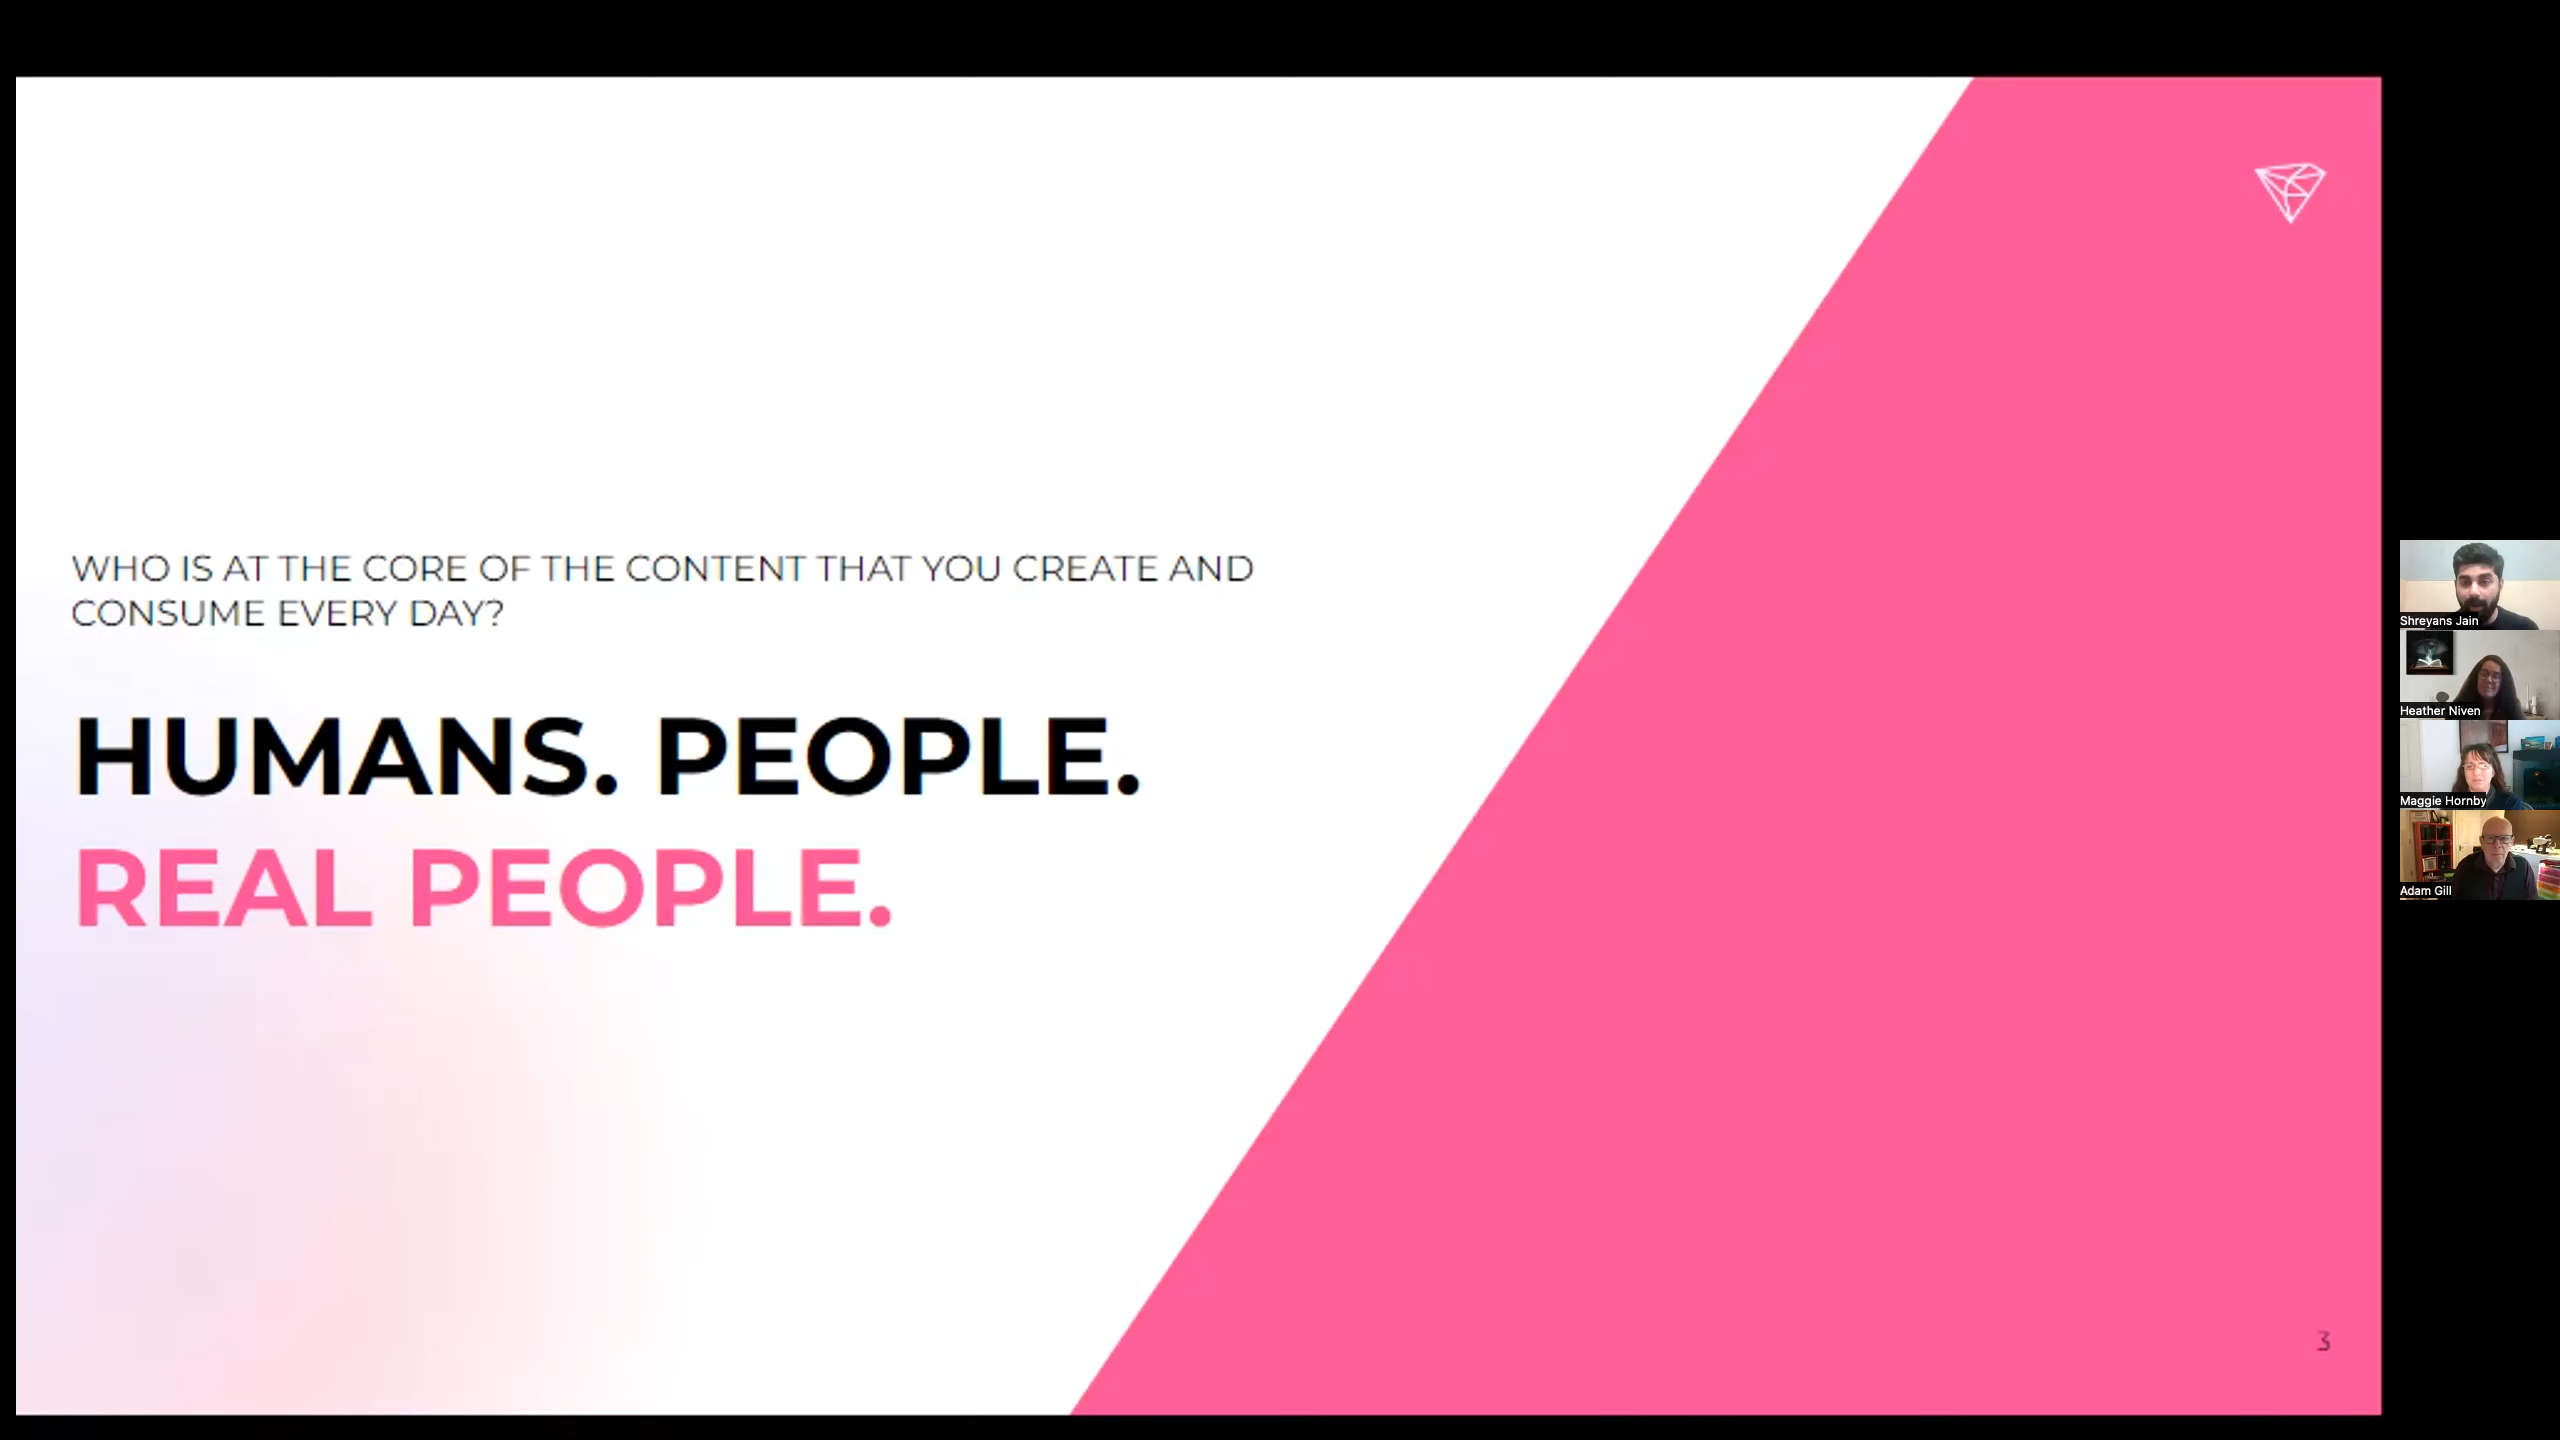 WHO IS AT THE CORE OF THE CONTENT THAT YOU CREATE AND
CONSUME EVERY DAY?
HUMANS. PEOPLE.
REAL PEOPLE.
3
Shreyans Jain
Heather Niven
Maggie Hornby
Adam Gill